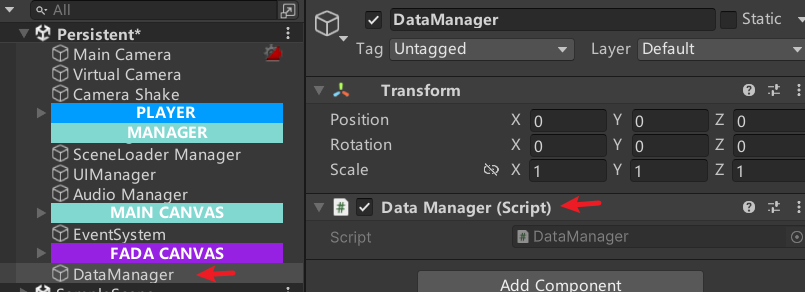 All
Persistent*
Main Camera
Virtual Camera
Camera Shake
PLAYER
MANAGER
SceneLoader Manager
UIManager
Audio Manager
MAIN CANVAS
EventSystem
FADA CANVAS
DataManager
DataManager
Static
Tag Untagged Layer Default
Transform
Position X 0 Y 0 Z 0
Rotation X 0 Y 0 Z 0
Scale X 1 Y 1 Z 1
Data Manager (Script)
Script DataManager
Add Component